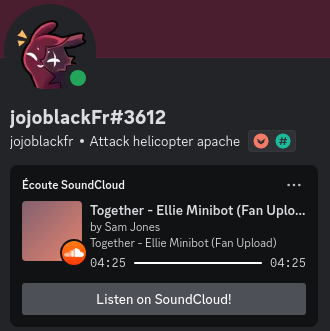 jojoblackFr#3612
jojoblackfr • Attack helicopter apache #
Écoute SoundCloud
Together - Ellie Minibot (Fan Uplo...
by Sam Jones
Together - Ellie Minibot (Fan Upload)
04:25 04:25
Listen on SoundCloud!